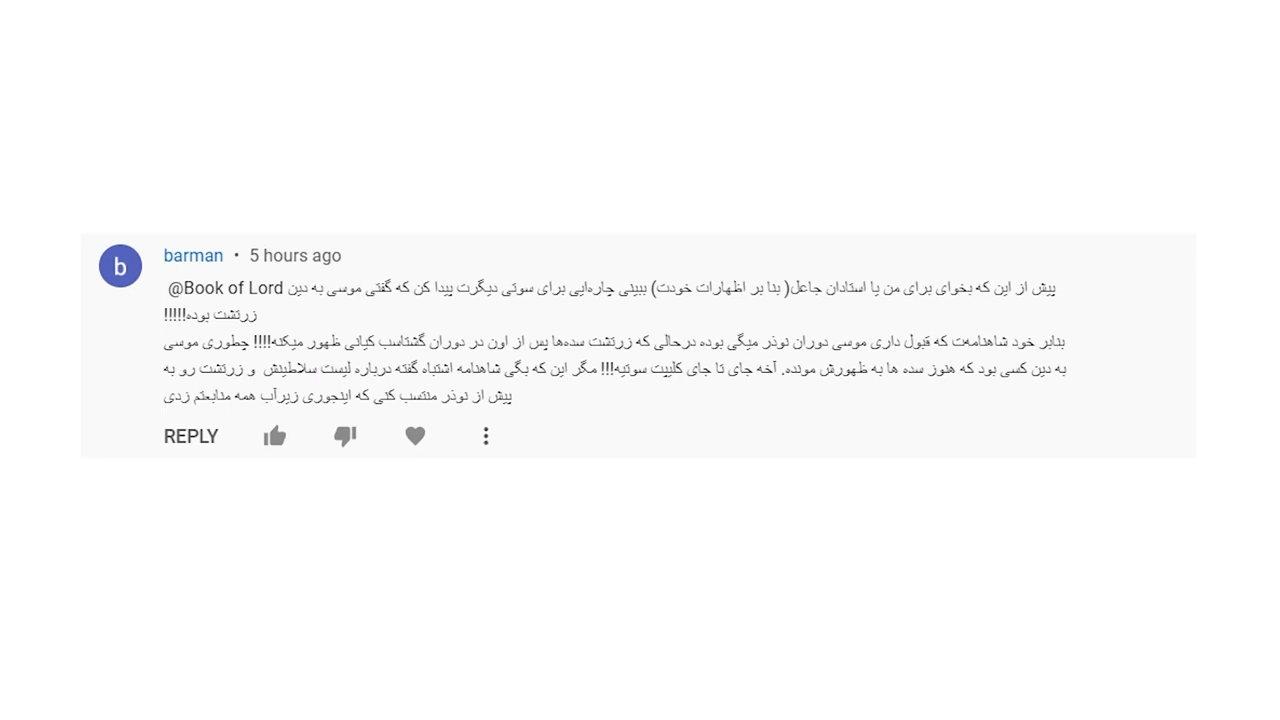 b
barman • 5 hours ago
@Book of Lord پیش از این که بخوای برای من یا استادان جاعل( بنا بر اظهارات خودت) ببینی چاره‌ایی برای سوتی دیگرت پیدا کن که گفتی موسی به دین
زرتشت بوده!!!!!
بنابر خود شاهنامه‌ت که قبول داری موسی دوران نوذر میگی بوده درحالی که زرتشت سده‌ها پس از اون در دوران گشتاسب کیانی ظهور میکنه!!!! چطوری موسی
به دین کسی بود که هنوز سده ها به ظهورش مونده. آخه جای تا جای کلیپت سوتیه!!! مگر این که بگی شاهنامه اشتباه گفته درباره لیست سلاطینش و زرتشت رو به
پیش از نوذر منتسب کنی که اینجوری زیرآب همه منابعتم زدی
REPLY